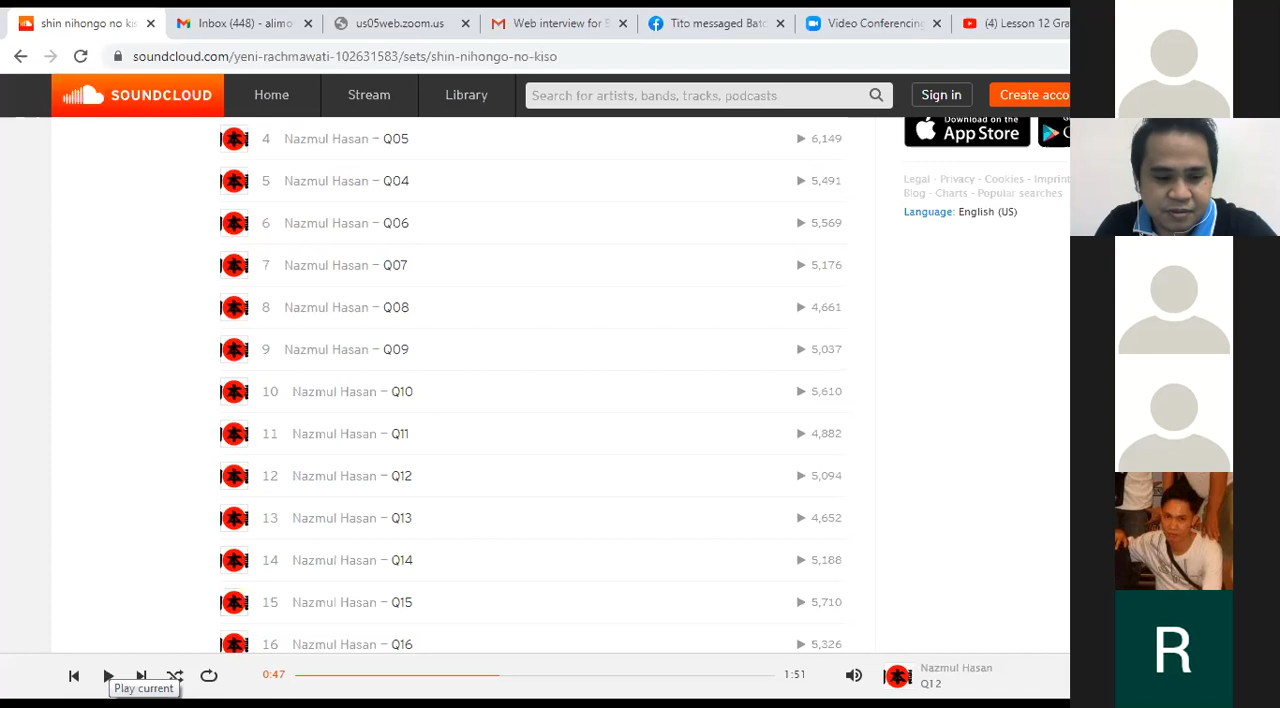 shin nihongo no kis
Inbox (448) - alimo
us05web.zoom.us
Web interview for S
Tito messaged Batc
Video Conferencing
(4) Lesson 12 Gra
soundcloud.com/yeni-rachmawati-102631583/sets/shin-nihongo-no-kiso
SOUNDCLOUD
Home
Stream
Library
Search for artists, bands, tracks, podcasts
Sign in
Create acco
4 Nazmul Hasan – Q05 6,149
5 Nazmul Hasan – Q04 5,491
6 Nazmul Hasan – Q06 5,569
7 Nazmul Hasan – Q07 5,176
8 Nazmul Hasan – Q08 4,661
9 Nazmul Hasan – Q09 5,037
10 Nazmul Hasan – Q10 5,610
11 Nazmul Hasan – Q11 4,882
12 Nazmul Hasan – Q12 5,094
13 Nazmul Hasan – Q13 4,652
14 Nazmul Hasan – Q14 5,188
15 Nazmul Hasan – Q15 5,710
16 Nazmul Hasan – Q16 5,326
Download on the
App Store
Legal - Privacy - Cookies - Imprint
Blog - Charts - Popular searches
Language: English (US)
0:47
1:51
Nazmul Hasan
Q12
Play current
R